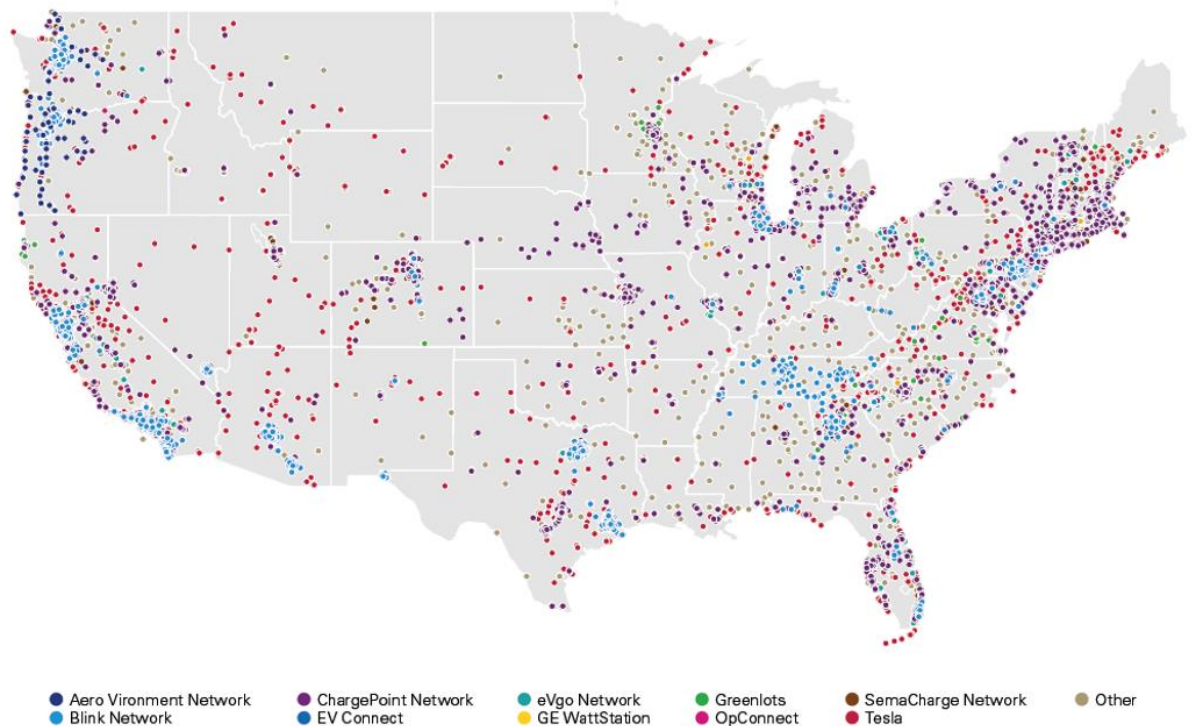 Aero Vironment Network ChargePoint Network eVgo Network Greenlots SemaCharge Network Other
Blink Network EV Connect GE WattStation OpConnect Tesla